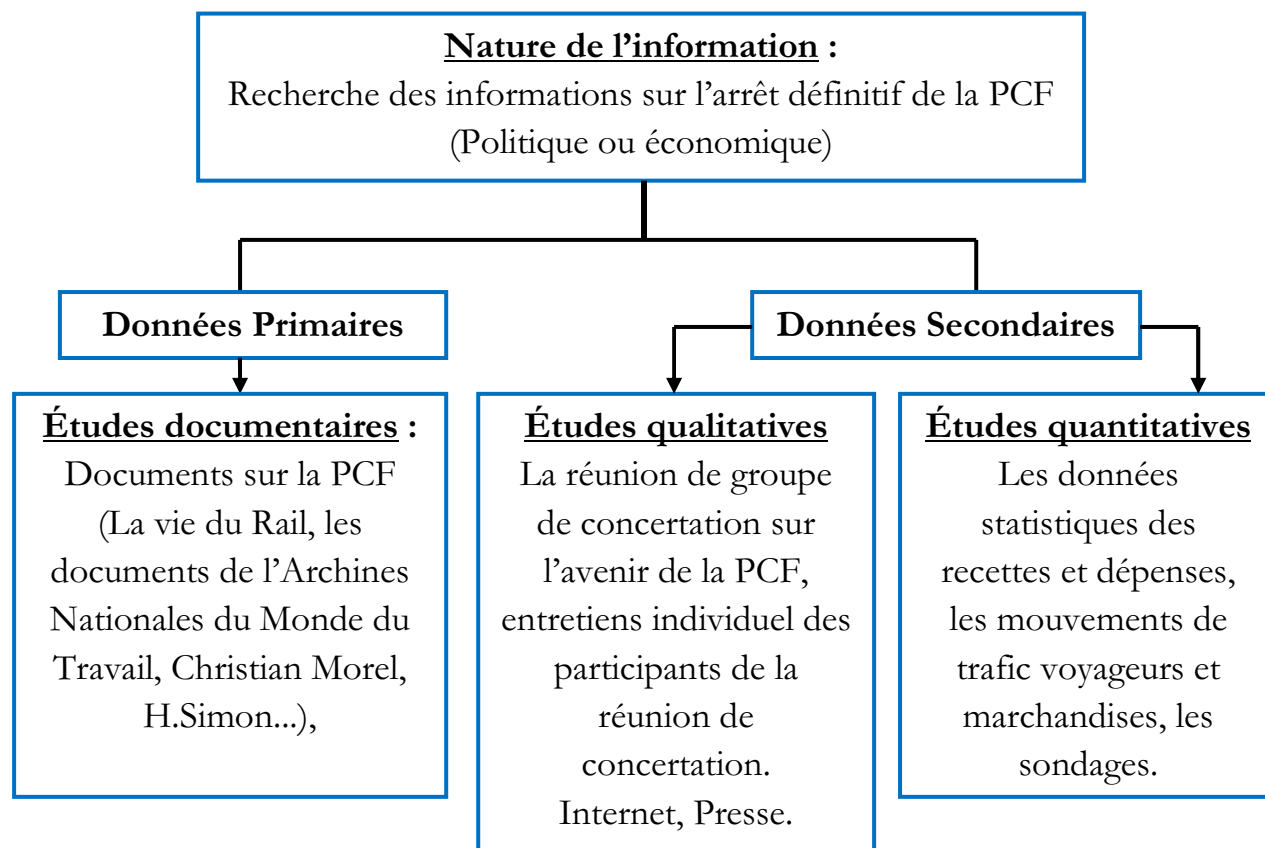 Nature de l’information :
Recherche des informations sur l’arrêt définitif de la PCF
(Politique ou économique)
Données Primaires
Données Secondaires
Études documentaires :
Documents sur la PCF
(La vie du Rail, les
documents de l’Archines
Nationales du Monde du
Travail, Christian Morel,
H.Simon...),
Études qualitatives
La réunion de groupe
de concertation sur
l’avenir de la PCF,
entretiens individuel des
participants de la
réunion de
concertation.
Internet, Presse.
Études quantitatives
Les données
statistiques des
recettes et dépenses,
les mouvements de
trafic voyageurs et
marchandises, les
sondages.